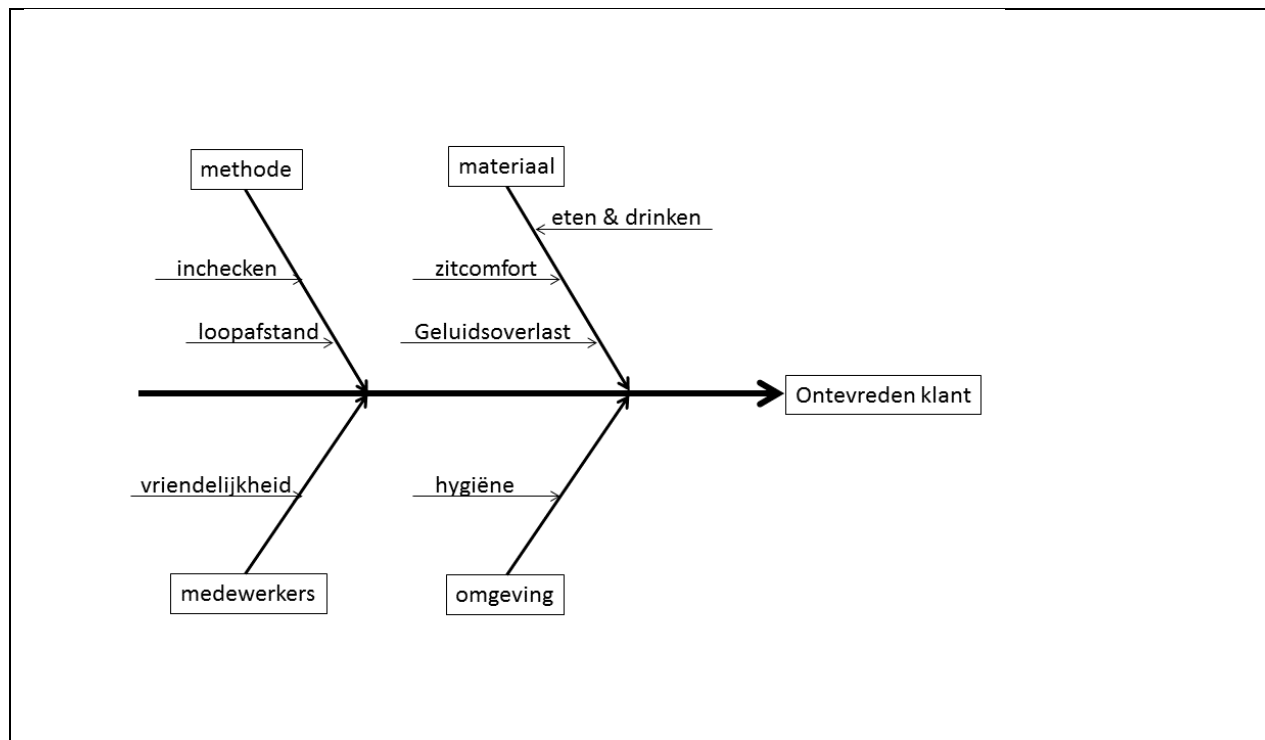 methode
materiaal
eten & drinken
inchecken
zitcomfort
loopafstand
Geluidsoverlast
Ontevreden klant
vriendelijkheid
hygiëne
medewerkers
omgeving